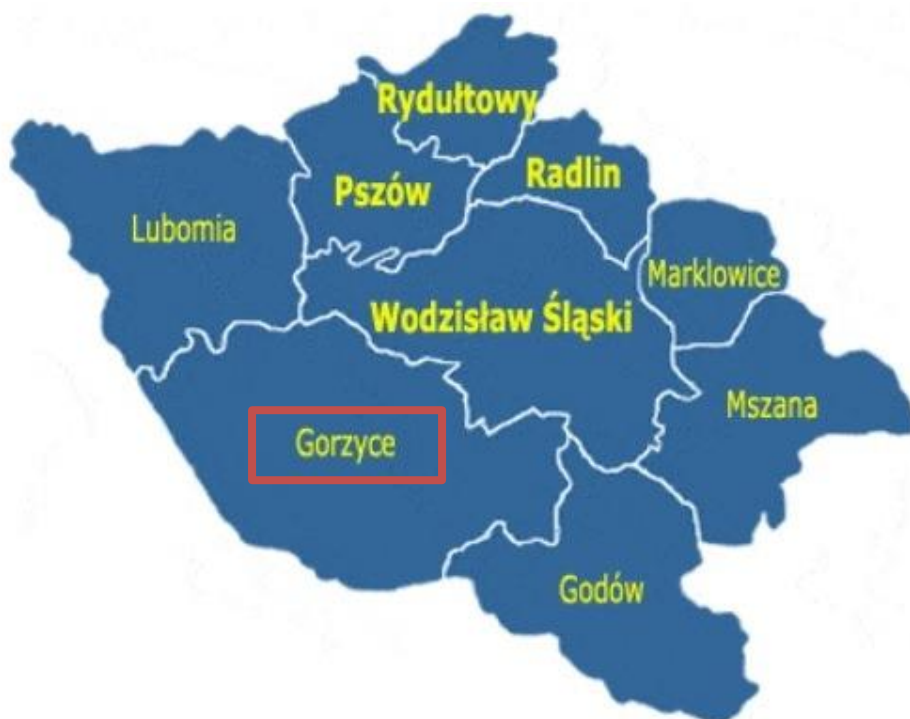 Rydułtowy
Radlin
Pszów
Lubomia
Marklowice
Wodzisław Śląski
Mszana
Gorzyce
Godów